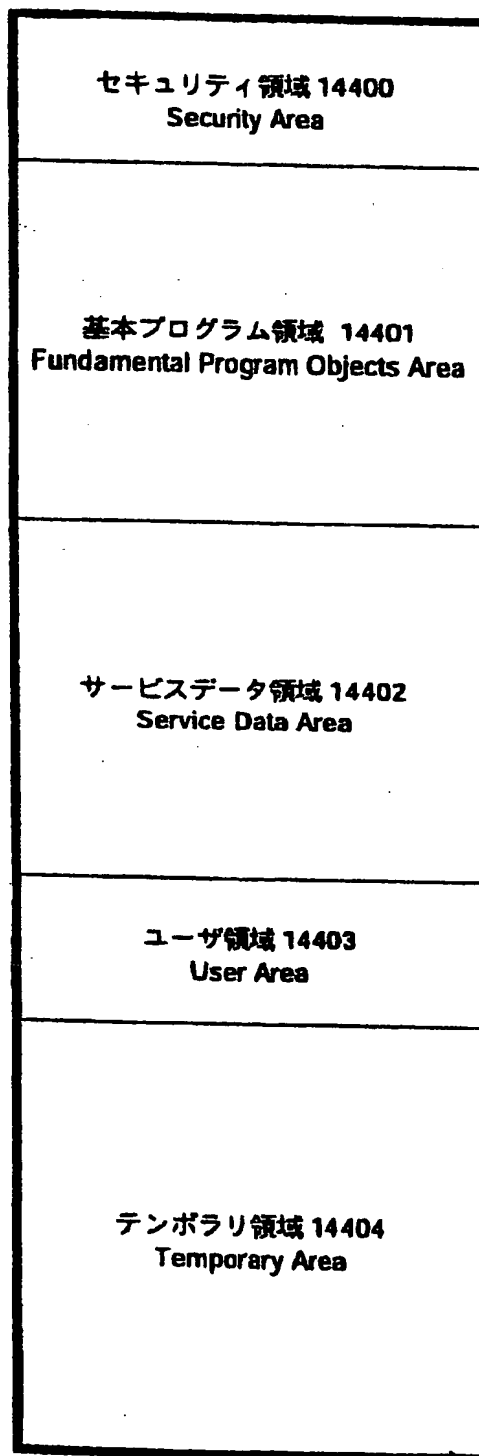 セキュリティ領域 14400
Security Area
基本プログラム領域 14401
Fundamental Program Objects Area
サービスデータ領域 14402
Service Data Area
ユーザ領域 14403
User Area
テンポラリ領域 14404
Temporary Area